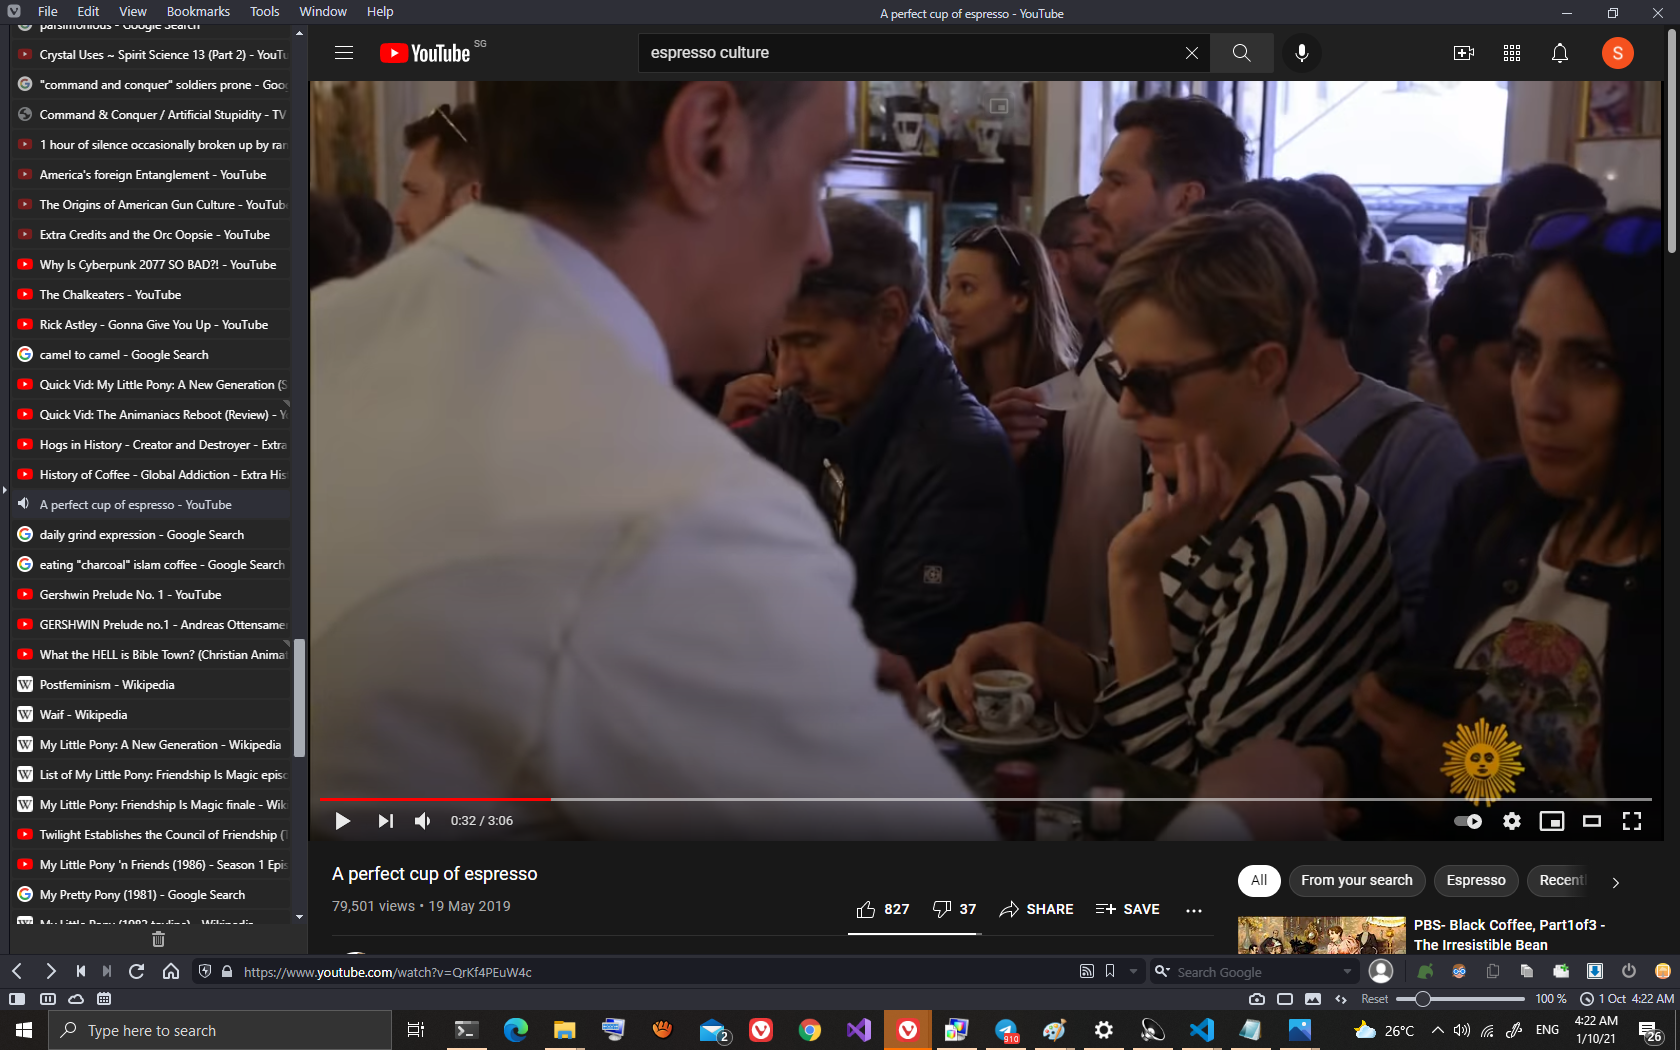 File Edit View Bookmarks Tools Window Help
A perfect cup of espresso - YouTube
parsimonious - Google Search
Crystal Uses ~ Spirit Science 13 (Part 2) - YouTu
"command and conquer" soldiers prone - Goo
Command & Conquer / Artificial Stupidity - TV
1 hour of silence occasionally broken up by ran
America's foreign Entanglement - YouTube
The Origins of American Gun Culture - YouTube
Extra Credits and the Orc Oopsie - YouTube
Why Is Cyberpunk 2077 SO BAD?! - YouTube
The Chalkeaters - YouTube
Rick Astley - Gonna Give You Up - YouTube
camel to camel - Google Search
Quick Vid: My Little Pony: A New Generation (S
Quick Vid: The Animaniacs Reboot (Review) - Y
Hogs in History - Creator and Destroyer - Extra
History of Coffee - Global Addiction - Extra His
A perfect cup of espresso - YouTube
daily grind expression - Google Search
eating "charcoal" islam coffee - Google Search
Gershwin Prelude No. 1 - YouTube
GERSHWIN Prelude no.1 - Andreas Ottensame
What the HELL is Bible Town? (Christian Anima
Postfeminism - Wikipedia
Waif - Wikipedia
My Little Pony: A New Generation - Wikipedia
List of My Little Pony: Friendship Is Magic episo
My Little Pony: Friendship Is Magic finale - Wik
Twilight Establishes the Council of Friendship (
My Little Pony 'n Friends (1986) - Season 1 Epis
My Pretty Pony (1981) - Google Search
My Little Pony (1983 toyline) - Wikipedia
YouTube SG
espresso culture
S
0:32 / 3:06
A perfect cup of espresso
79,501 views • 19 May 2019
827 37 SHARE SAVE
All From your search Espresso Recent
PBS- Black Coffee, Part1of3 -
The Irresistible Bean
https://www.youtube.com/watch?v=QrKf4PEuW4c
Search Google
Reset 100 % 1 Oct 4:22 AM
Type here to search
2
910
26°C
ENG
4:22 AM
1/10/21
26